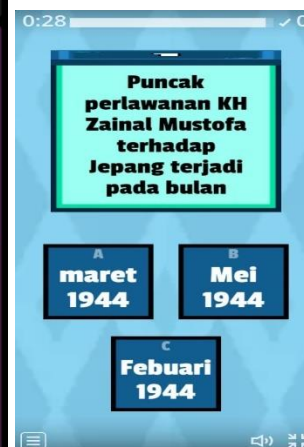 0:28
Puncak
perlawanan KH
Zainal Mustofa
terhadap
Jepang terjadi
pada bulan
A
maret
1944
B
Mei
1944
C
Febuari
1944